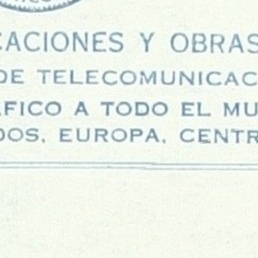 CACIONES Y OBRAS
DE TELECOMUNICAC
AFICO A TODO EL MU
DOS, EUROPA, CENTR